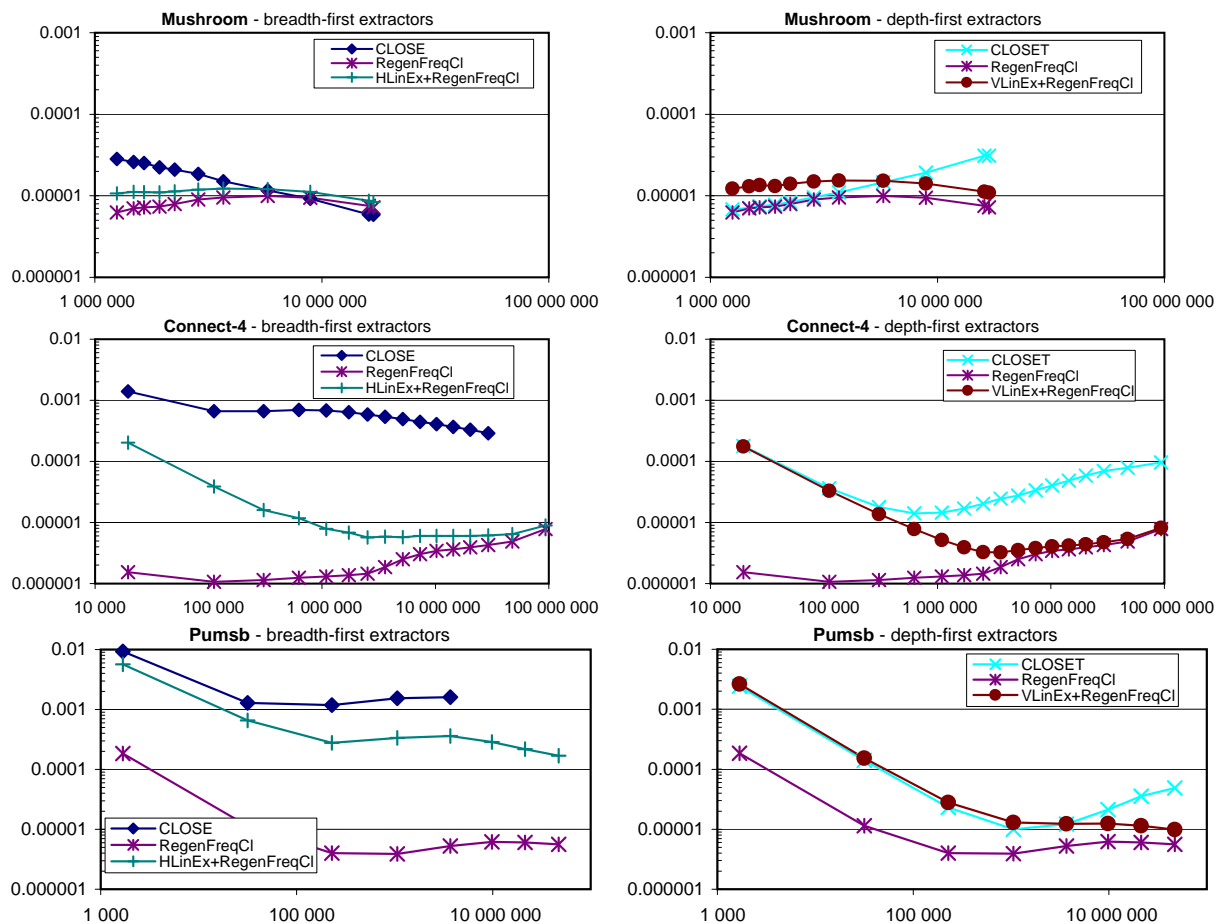 Mushroom - breadth-first extractors
0.001
0.0001
0.00001
0.000001
1 000 000
10 000 000
100 000 000
CLOSE
RegenFreqCl
HLinEx+RegenFreqCl
Mushroom - depth-first extractors
0.001
0.0001
0.00001
0.000001
1 000 000
10 000 000
100 000 000
CLOSET
RegenFreqCl
VLinEx+RegenFreqCl
Connect-4 - breadth-first extractors
0.01
0.001
0.0001
0.00001
0.000001
10 000
100 000
1 000 000
10 000 000
100 000 000
CLOSE
RegenFreqCl
HLinEx+RegenFreqCl
Connect-4 - depth-first extractors
0.01
0.001
0.0001
0.00001
0.000001
10 000
100 000
1 000 000
10 000 000
100 000 000
CLOSET
RegenFreqCl
VLinEx+RegenFreqCl
Pumsb - breadth-first extractors
0.01
0.001
0.0001
0.00001
0.000001
1 000
100 000
10 000 000
CLOSE
RegenFreqCl
HLinEx+RegenFreqCl
Pumsb - depth-first extractors
0.01
0.001
0.0001
0.00001
0.000001
1 000
100 000
10 000 000
CLOSET
RegenFreqCl
VLinEx+RegenFreqCl